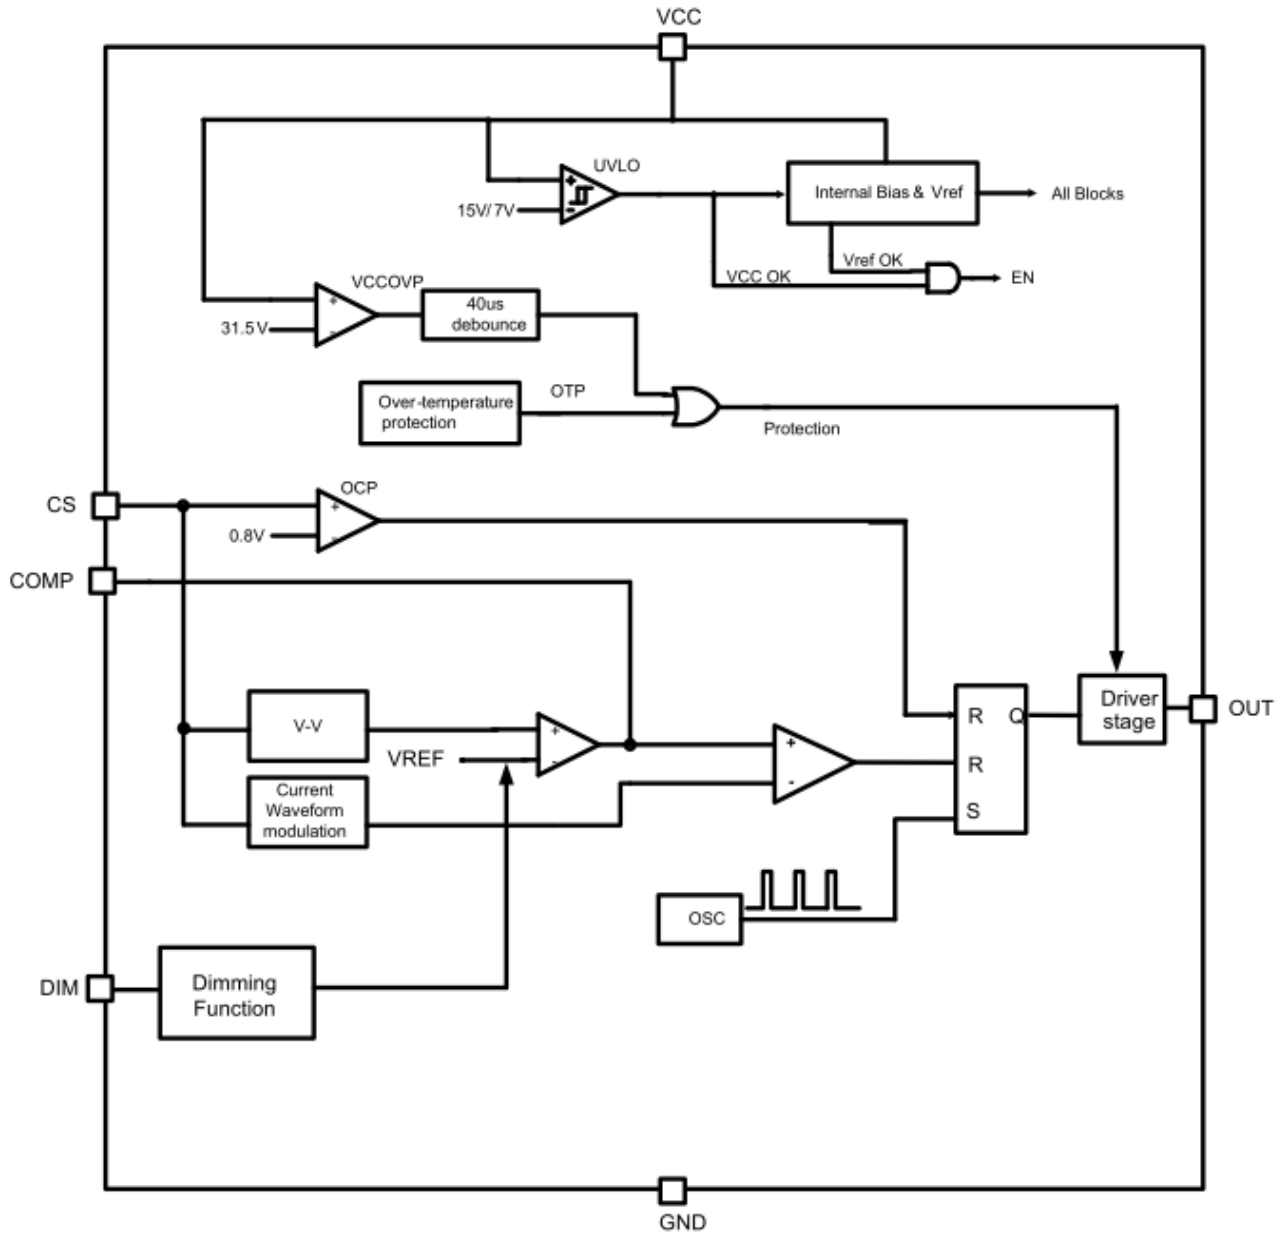 VCC
UVLO
15V/7V
Internal Bias & Vref
All Blocks
Vref OK
VCC OK
EN
VCCOVP
31.5V
40us
debounce
OTP
Over-temperature
protection
Protection
CS
OCP
0.8V
COMP
V-V
VREF
Current
Waveform
modulation
R
Q
R
S
Driver
stage
OUT
OSC
DIM
Dimming
Function
GND